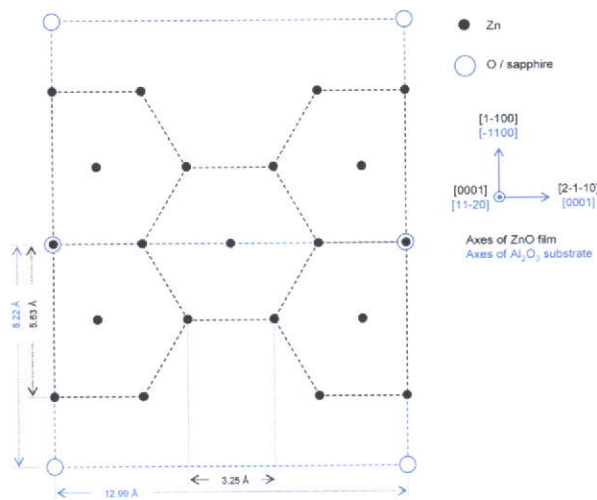 Zn
O / sapphire
[1-100]
[-1100]
[0001]
[2-1-10]
[11-20]
[0001]
Axes of ZnO film
Axes of Al2O3 substrate
8.22 Å
5.63 Å
3.25 Å
12.99 Å